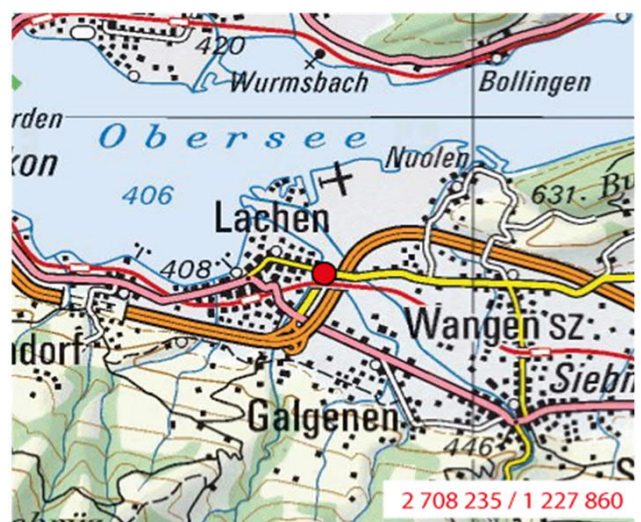 420
Wurmsbach
Bollingen
rden
Obersee
kon
Nuolen
406
631
Bu
Lachen
408
Wangen SZ
ndorf
Siebn
Galgenen
446
S
2 708 235 / 1 227 860